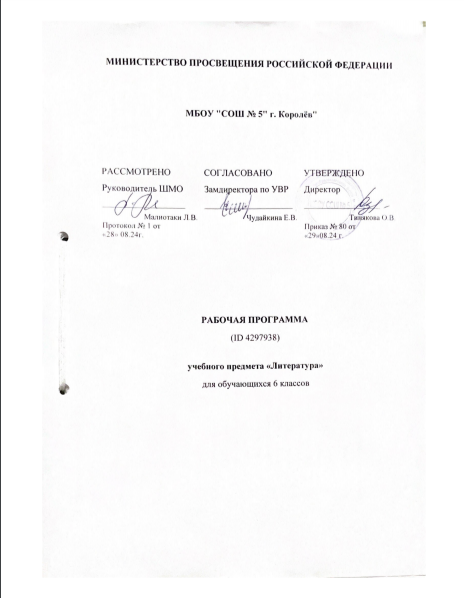 МИНИСТЕРСТВО ПРОСВЕЩЕНИЯ РОССИЙСКОЙ ФЕДЕРАЦИИ
МБОУ "СОШ № 5" г. Королёв"
РАССМОТРЕНО СОГЛАСОВАНО УТВЕРЖДЕНО
Руководитель ШМО Замдиректора по УВР Директор
Малиотаки Л.В. Чудайкина Е.В. Тинякова О.В.
Протокол № 1 от Приказ № 80 от
«28» 08.24г. «29»08.24 г.
РАБОЧАЯ ПРОГРАММА
(ID 4297938)
учебного предмета «Литература»
для обучающихся 6 классов